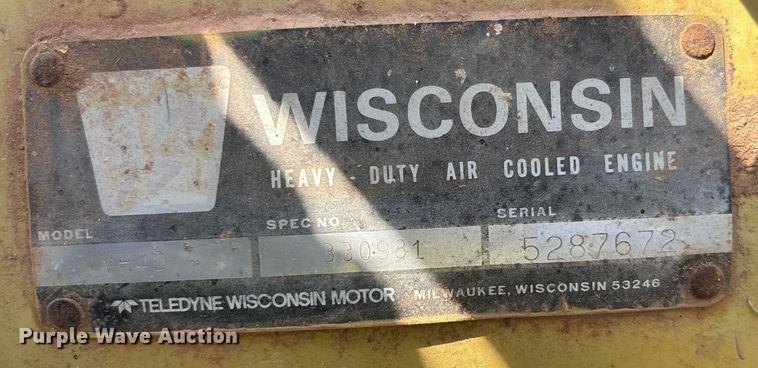 WISCONSIN
HEAVY-DUTY AIR COOLED ENGINE
MODEL SPEC NO SERIAL
VH4D 330981 5287672
TELEDYNE WISCONSIN MOTOR MILWAUKEE, WISCONSIN 53246
Purple Wave Auction